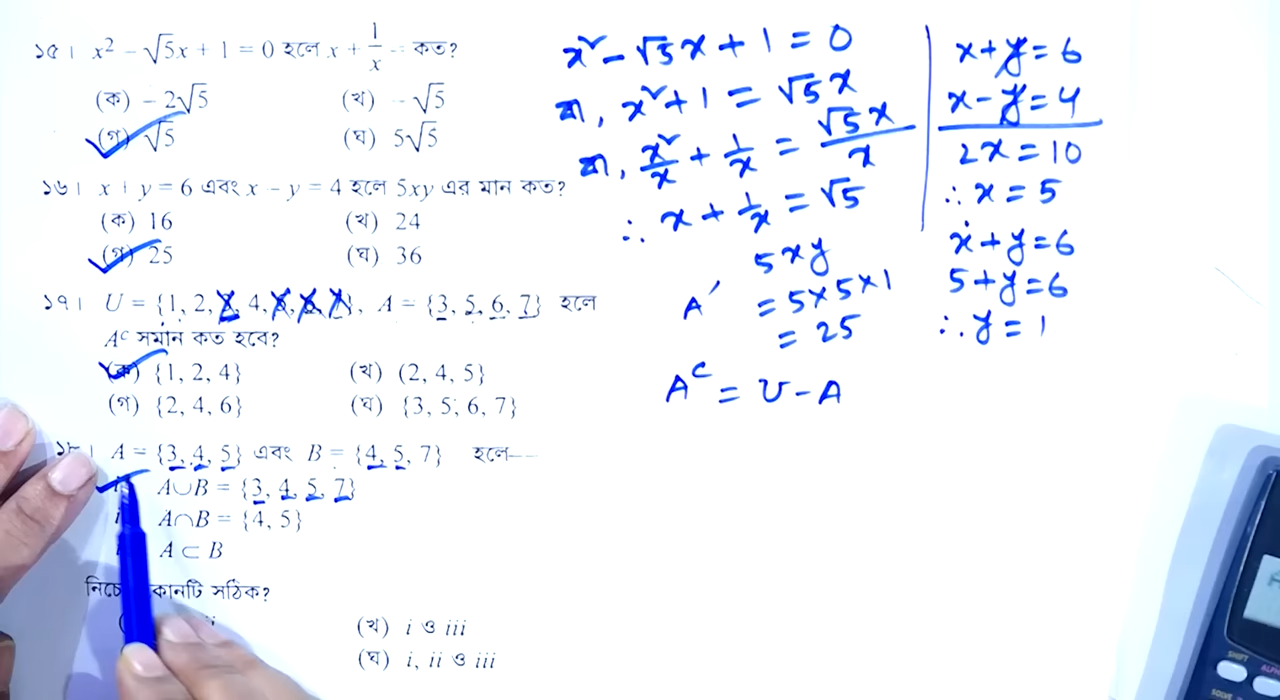 ১৫। x² − √5x + 1 = 0 হলে x + 1/x = কত?
(ক) − 2√5 (খ) − √5
(গ) √5 (ঘ) 5√5
১৬। x + y = 6 এবং x − y = 4 হলে 5xy এর মান কত?
(ক) 16 (খ) 24
(গ) 25 (ঘ) 36
১৭। U = {1, 2, 3, 4, 5, 6, 7}, A = {3, 5, 6, 7} হলে
Aᶜ সমান কত হবে?
(ক) {1, 2, 4} (খ) (2, 4, 5}
(গ) {2, 4, 6} (ঘ) {3, 5; 6, 7}
১৮। A = {3, 4, 5} এবং B = {4, 5, 7} হলে---
A∪B = {3, 4, 5, 7}
A∩B = {4, 5}
A ⊂ B
সঠিক?
(খ) i ও iii
(ঘ) i, ii ও iii
x² − √5x + 1 = 0
বা, x² + 1 = √5x
বা, x²/x + 1/x = √5x/x
∴ x + 1/x = √5
5xy
A′ = 5×5×1
= 25
Aᶜ = U − A
x + y = 6
x − y = 4
2x = 10
∴ x = 5
x + y = 6
5 + y = 6
∴ y = 1
SHIFT
ALPH
SOLVE